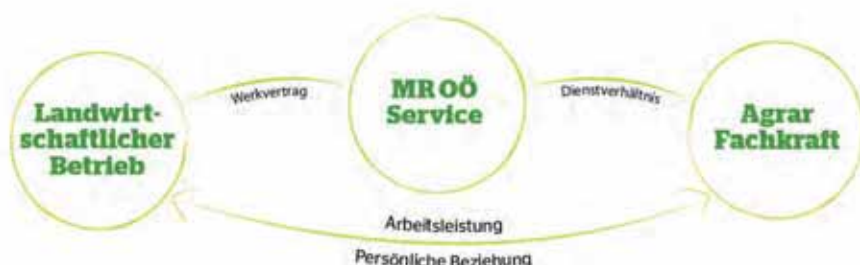 Landwirt-
schaftlicher
Betrieb
Werkvertrag
MR OÖ
Service
Dienstverhältnis
Agrar
Fachkraft
Arbeitsleistung
Persönliche Beziehung